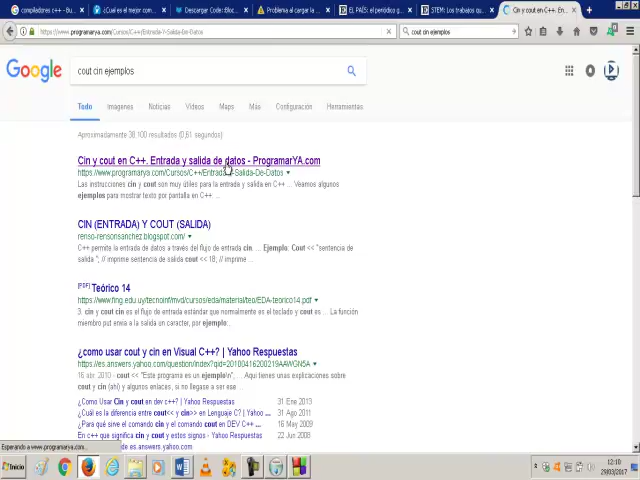 compiladores c++ - Bus...
¿Cual es el mejor com...
Descargar Code::Bloc...
Problema al cargar la ...
EL PAÍS: el periodico g...
STEM: Los trabajos qu...
Cin y cout en C++. En...
https://www.programarya.com/Cursos/C++/Entrada-Y-Salida-De-Datos
cout cin ejemplos
Google
cout cin ejemplos
Todo Imágenes Noticias Vídeos Maps Más Configuración Herramientas
Aproximadamente 38.100 resultados (0,61 segundos)
Cin y cout en C++. Entrada y salida de datos - ProgramarYA.com
https://www.programarya.com/Cursos/C++/Entrada-Y-Salida-De-Datos
Las instrucciones cin y cout son muy útiles para la entrada y salida en C++ ... Veamos algunos
ejemplos para mostrar texto por pantalla en C++.
CIN (ENTRADA) Y COUT (SALIDA)
renso-rensonsanchez.blogspot.com/
C++ permite la entrada de datos a través del flujo de entrada cin. ... Ejemplo: Cout << "sentencia de
salida "; // imprime sentencia de salida cout << 18; // imprime ...
[PDF] Teórico 14
https://www.fing.edu.uy/tecnoinf/mvd/cursos/eda/material/teo/EDA-teorico14.pdf
3. cin y cout cin es el flujo de entrada estándar que normalmente es el teclado y cout es ... La función
miembro put envía a la salida un caracter, por ejemplo:.
¿como usar cout y cin en Visual C++? | Yahoo Respuestas
https://es.answers.yahoo.com/question/index?qid=20100416200219AAWGN5A
16 abr. 2010 - cout << "Este programa es un ejemplo\n"; ... Aqui tienes unas explicaciones sobre
cout y cin (ahí) y algunos enlaces, si no llegase a ser ese ...
Como Usar Cin y cout en dev c++? | Yahoo Respuestas 31 Ene 2013
¿Cuál es la diferencia entre cout<< y cin>> en Lenguaje C? | Yahoo ... 31 Ago 2011
¿Para qué sirve el comando cin y el comando cout en DEV C++ ... 16 May 2009
En c++ que significa cin y cout y estos signos - Yahoo Respuestas 22 Jun 2008
de es.answers.yahoo.com
Esperando a www.programarya.com...
Inicio
12:10
29/03/2017